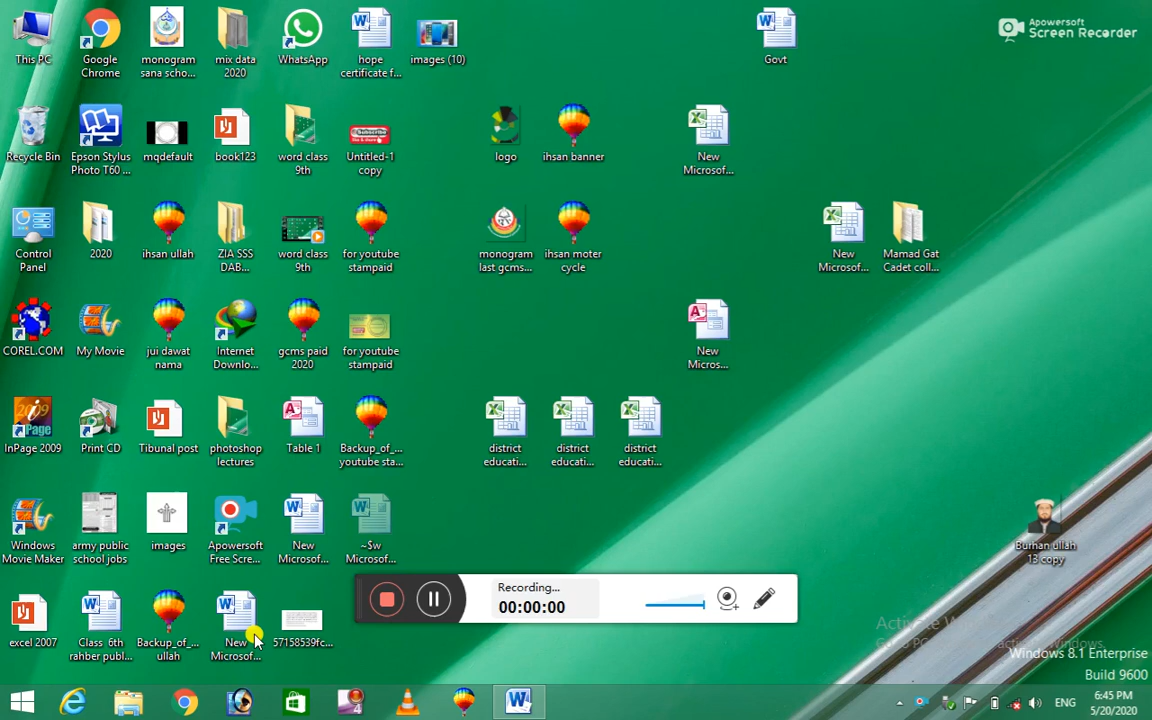 Apowersoft
Screen Recorder
This PC
Google
Chrome
monogram
sana scho...
mix data
2020
WhatsApp
hope
certificate f...
images (10)
Govt
Recycle Bin
Epson Stylus
Photo T60 ...
mqdefault
book123
word class
9th
Subscribe
Untitled-1
copy
logo
ihsan banner
New
Microsof...
Control
Panel
2020
ihsan ullah
ZIA SSS
DAB...
word class
9th
for youtube
stampaid
monogram
last gcms...
ihsan moter
cycle
New
Microsof...
Mamad Gat
Cadet coll...
COREL.COM
My Movie
jui dawat
nama
Internet
Downlo...
gcms paid
2020
for youtube
stampaid
New
Micros...
2009
InPage
InPage 2009
Print CD
Tibunal post
photoshop
lectures
Table 1
Backup_of_...
youtube sta...
district
educati...
district
educati...
district
educati...
Windows
Movie Maker
army public
school jobs
images
Apowersoft
Free Scre...
New
Microsof...
~$w
Microsof...
Burhan ullah
13 copy
Recording...
00:00:00
excel 2007
Class 6th
rahber publ...
Backup_of_...
ullah
New
Microsof...
57158539fc...
Activate W
Windows 8.1 Enterprise
Build 9600
ENG
6:45 PM
5/20/2020